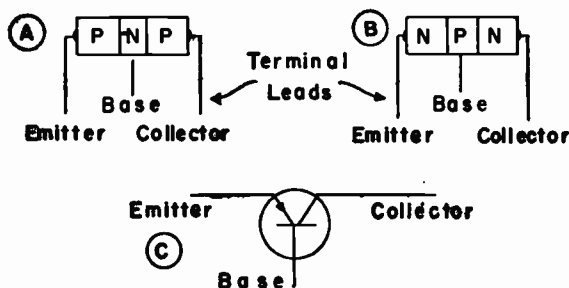 A P N P
B N P N
Terminal
Leads
Base
Emitter Collector
Base
Emitter Collector
Emitter Collector
C
Base